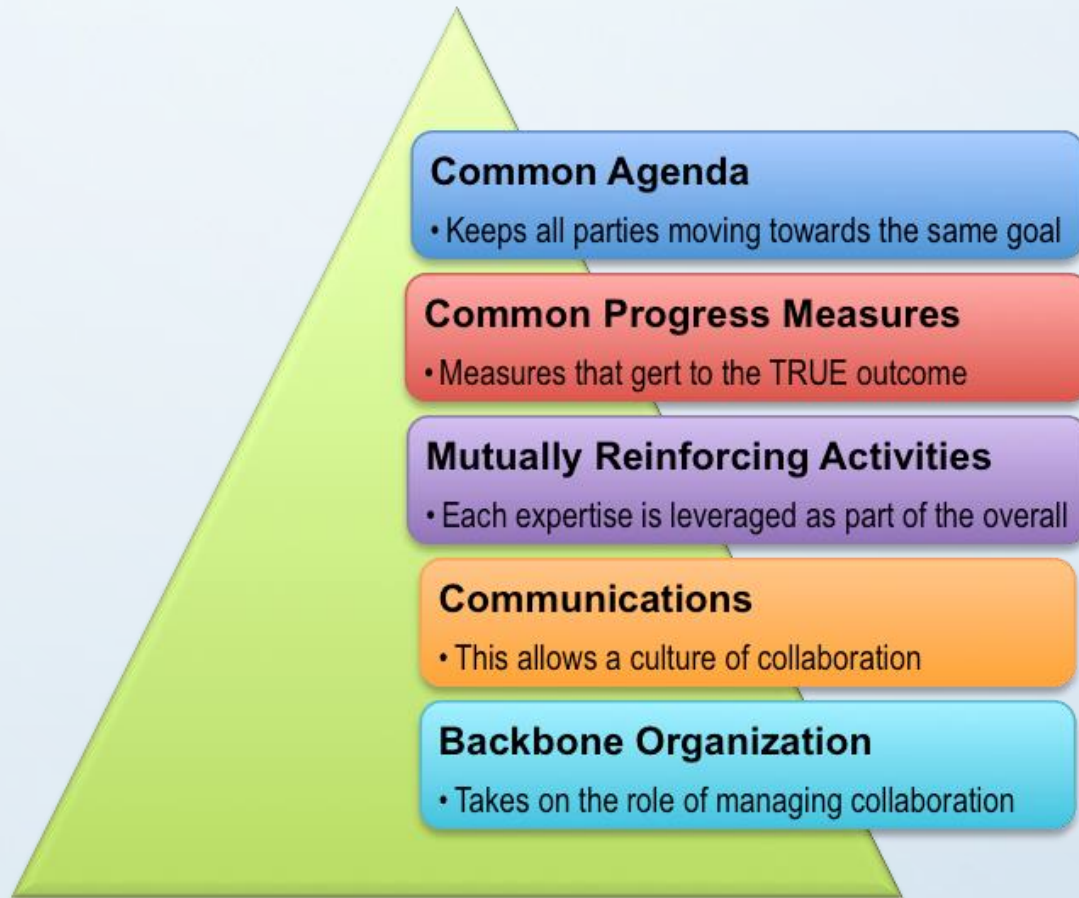 Common Agenda
• Keeps all parties moving towards the same goal
Common Progress Measures
• Measures that gert to the TRUE outcome
Mutually Reinforcing Activities
• Each expertise is leveraged as part of the overall
Communications
• This allows a culture of collaboration
Backbone Organization
• Takes on the role of managing collaboration